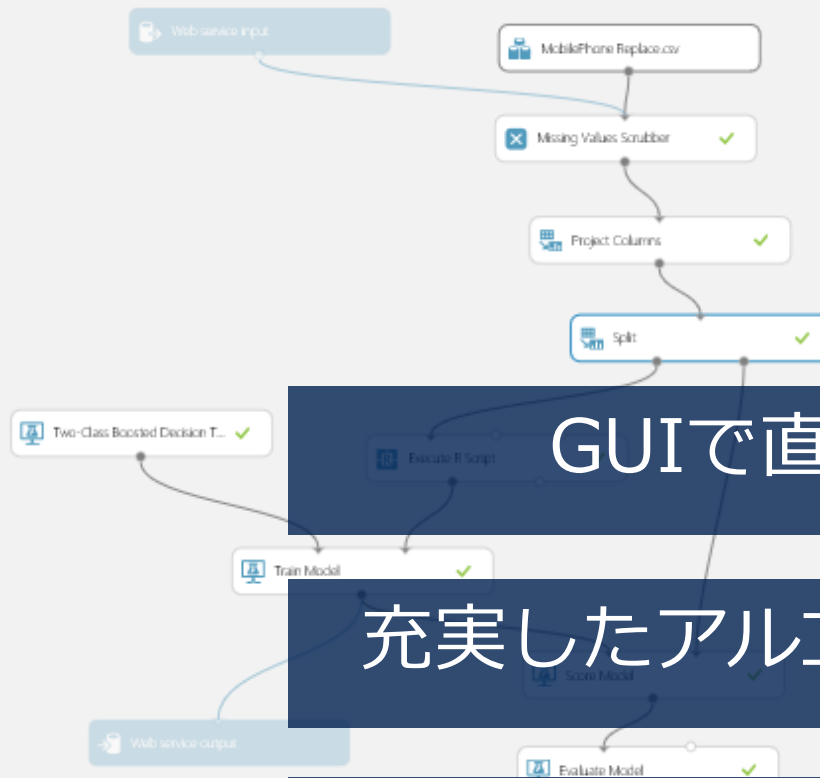 Web service input
MobilePhone Replace.csv
Missing Values Scrubber
Project Columns
Split
Two-Class Boosted Decision T...
Execute R Script
GUIで直
Train Model
充実したアル
Score Model
Web service output
Evaluate Model